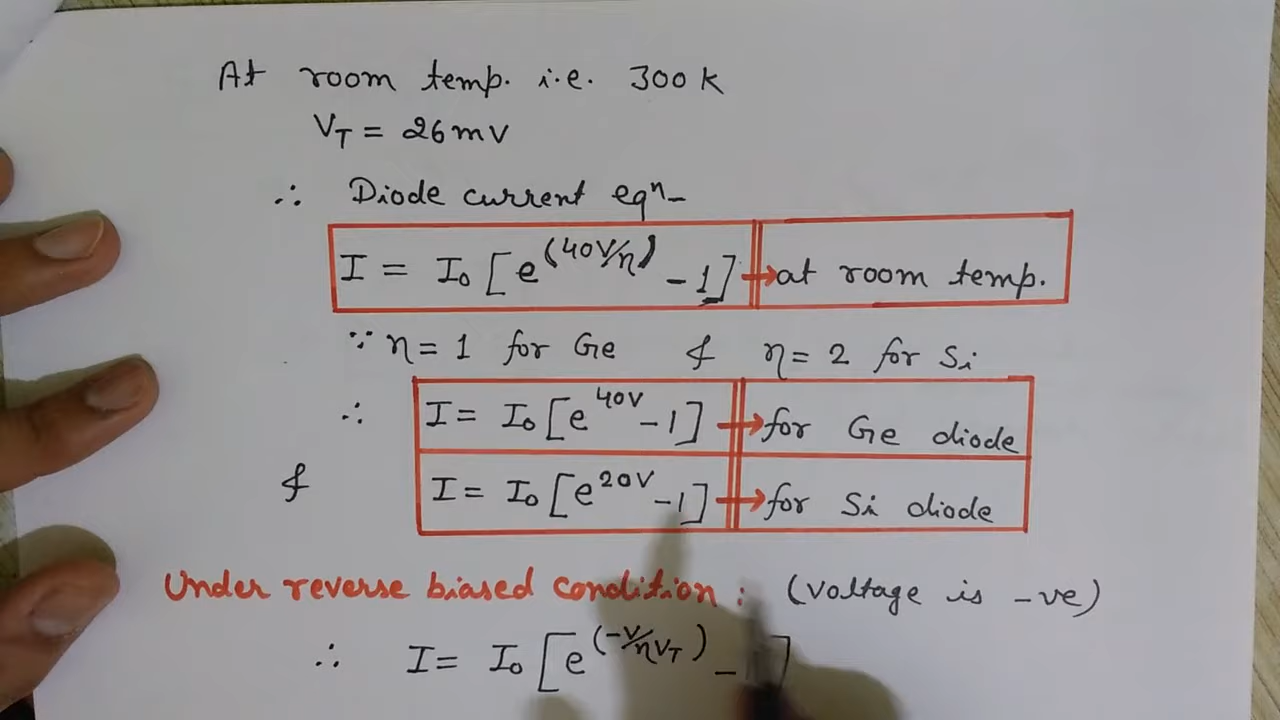 At room temp. i.e. 300 K
V_T = 26 mV
∴ Diode current eqⁿ-
I = I₀ [e^(40V/η) - 1] → at room temp.
∵ η = 1 for Ge & η = 2 for Si
∴ I = I₀ [e^40V - 1] → for Ge diode
& I = I₀ [e^20V - 1] → for Si diode
Under reverse biased condition : (voltage is -ve)
∴ I = I₀ [e^(-V/ηV_T) - ]